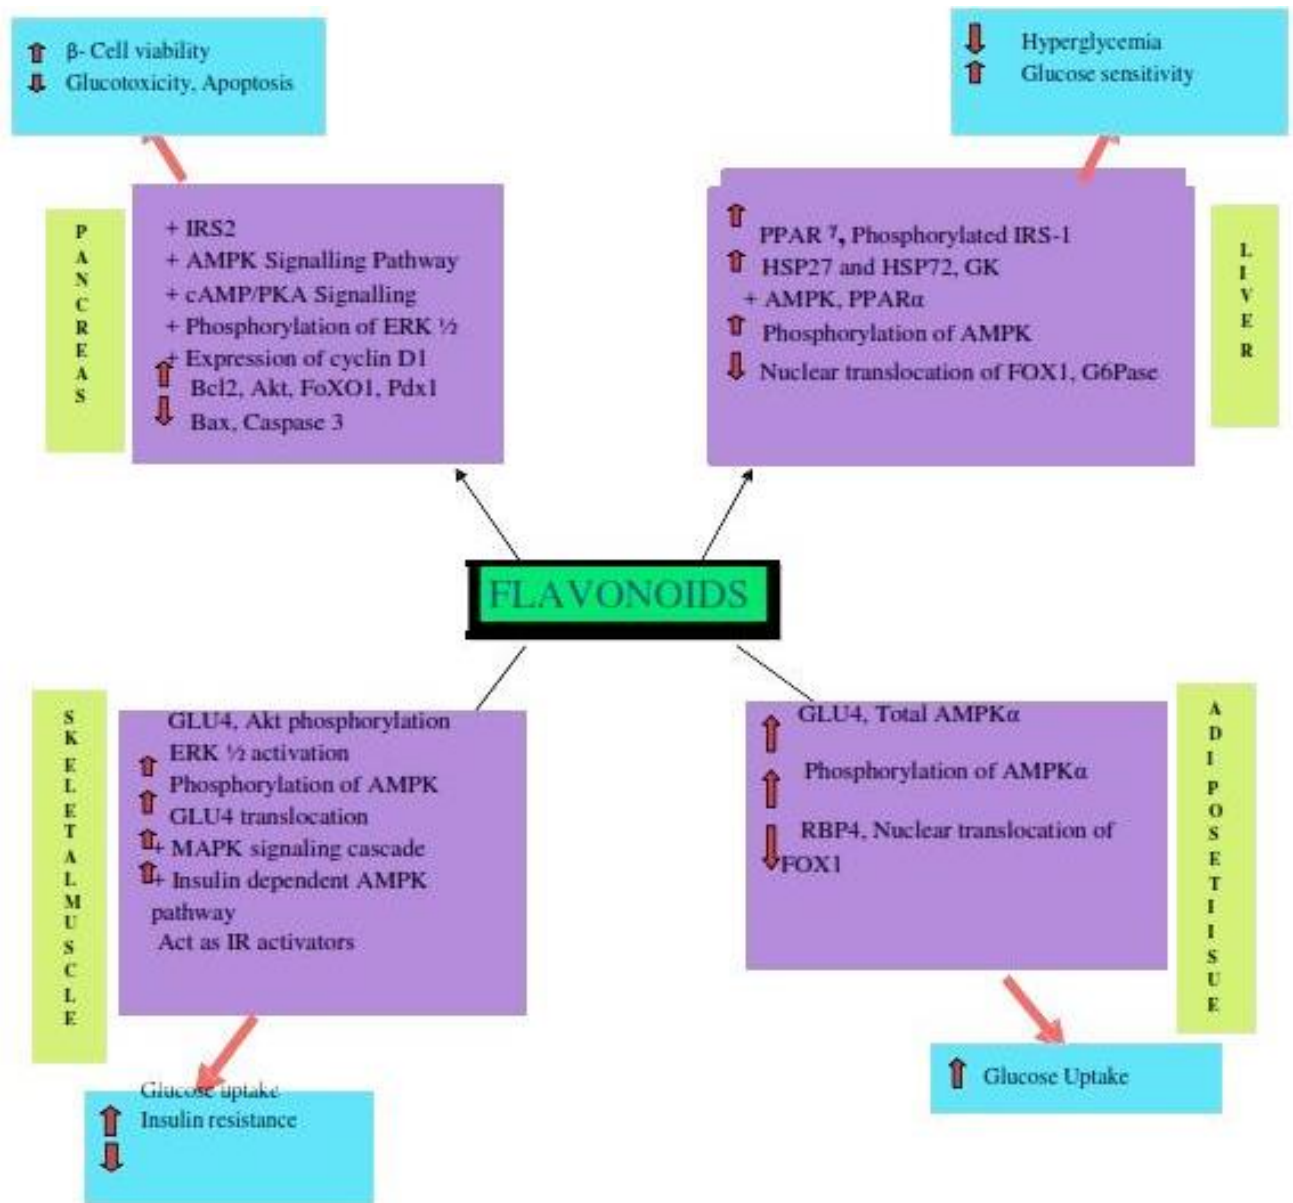 β- Cell viability
Glucotoxicity, Apoptosis
Hyperglycemia
Glucose sensitivity
PANCREAS
+ IRS2
+ AMPK Signalling Pathway
+ cAMP/PKA Signalling
+ Phosphorylation of ERK ½
+ Expression of cyclin D1
Bcl2, Akt, FoXO1, Pdx1
Bax, Caspase 3
PPAR γ, Phosphorylated IRS-1
HSP27 and HSP72, GK
+ AMPK, PPARα
Phosphorylation of AMPK
Nuclear translocation of FOX1, G6Pase
LIVER
FLAVONOIDS
SKELETALMUSCLE
GLU4, Akt phosphorylation
ERK ½ activation
Phosphorylation of AMPK
GLU4 translocation
+ MAPK signaling cascade
+ Insulin dependent AMPK
pathway
Act as IR activators
GLU4, Total AMPKα
Phosphorylation of AMPKα
RBP4, Nuclear translocation of
FOX1
ADIPOSETIISUE
Glucose uptake
Insulin resistance
Glucose Uptake